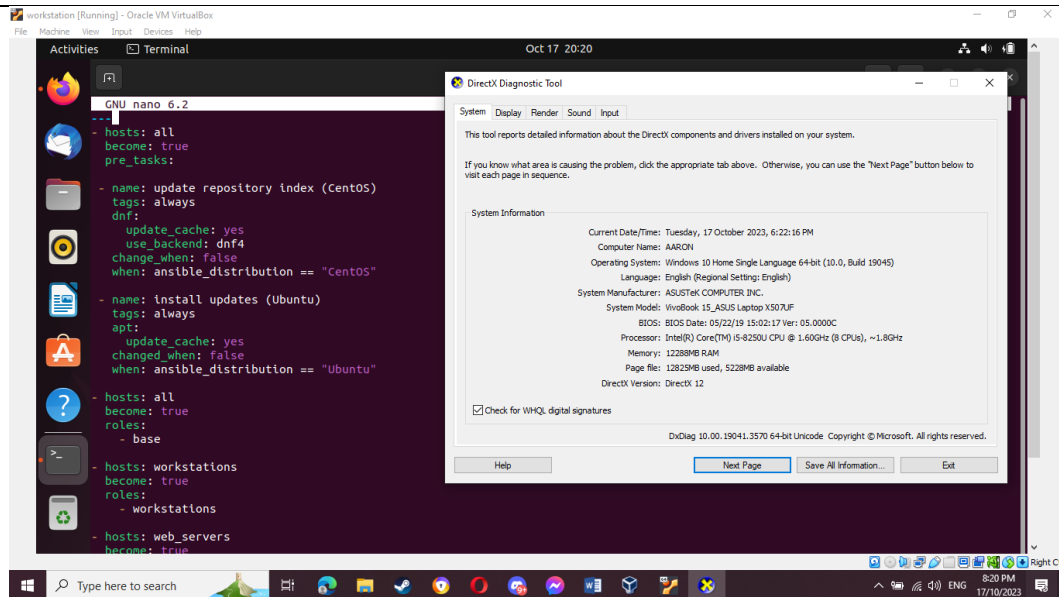 workstation [Running] - Oracle VM VirtualBox
File Machine View Input Devices Help
Activities Terminal Oct 17 20:20
GNU nano 6.2
---
- hosts: all
become: true
pre_tasks:
- name: update repository index (CentOS)
tags: always
dnf:
update_cache: yes
use_backend: dnf4
change_when: false
when: ansible_distribution == "CentOS"
- name: install updates (Ubuntu)
tags: always
apt:
update_cache: yes
changed_when: false
when: ansible_distribution == "Ubuntu"
- hosts: all
become: true
roles:
- base
- hosts: workstations
become: true
roles:
- workstations
- hosts: web_servers
become: true
DirectX Diagnostic Tool
System Display Render Sound Input
This tool reports detailed information about the DirectX components and drivers installed on your system.
If you know what area is causing the problem, click the appropriate tab above. Otherwise, you can use the "Next Page" button below to
visit each page in sequence.
System Information
Current Date/Time: Tuesday, 17 October 2023, 6:22:16 PM
Computer Name: AARON
Operating System: Windows 10 Home Single Language 64-bit (10.0, Build 19045)
Language: English (Regional Setting: English)
System Manufacturer: ASUSTeK COMPUTER INC.
System Model: VivoBook 15_ASUS Laptop X507UF
BIOS: BIOS Date: 05/22/19 15:02:17 Ver: 05.0000C
Processor: Intel(R) Core(TM) i5-8250U CPU @ 1.60GHz (8 CPUs), ~1.8GHz
Memory: 12288MB RAM
Page file: 12825MB used, 5228MB available
DirectX Version: DirectX 12
Check for WHQL digital signatures
DxDiag 10.00.19041.3570 64-bit Unicode Copyright © Microsoft. All rights reserved.
Help Next Page Save All Information... Exit
Right C
Type here to search
ENG
8:20 PM
17/10/2023